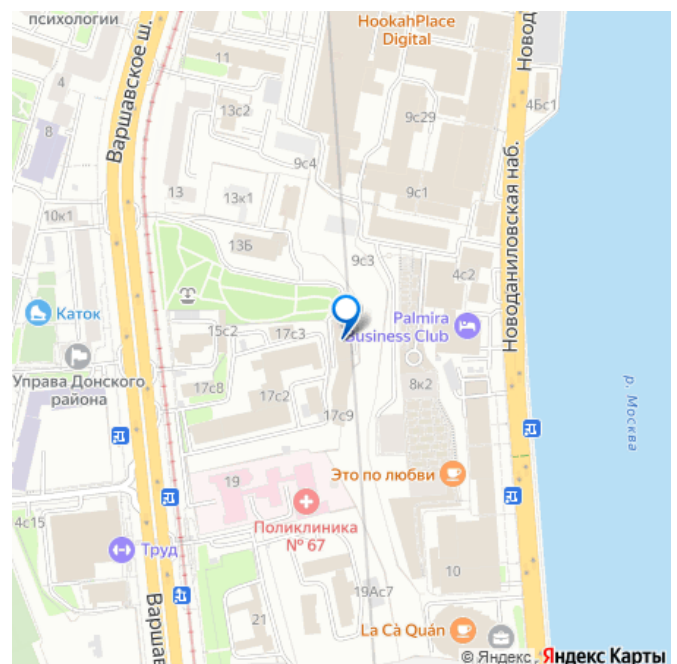 психологии
HookahPlace
Digital
Новод
4
11
Варшавское ш.
13с2
9с29
4Бс1
8
9с4
13
13к1
9с1
10к1
13Б
9с3
4с2
Новоданиловская наб.
Каток
15с2
17с3
Palmira
Business Club
Управа Донского
района
17с8
17с2
8к2
17с9
р. Москва
19
Это по любви
Поликлиника
№ 67
4с15
Труд
10
19Ас7
Варшав
21
La Cà Quán
© Яндекс
Яндекс Карты